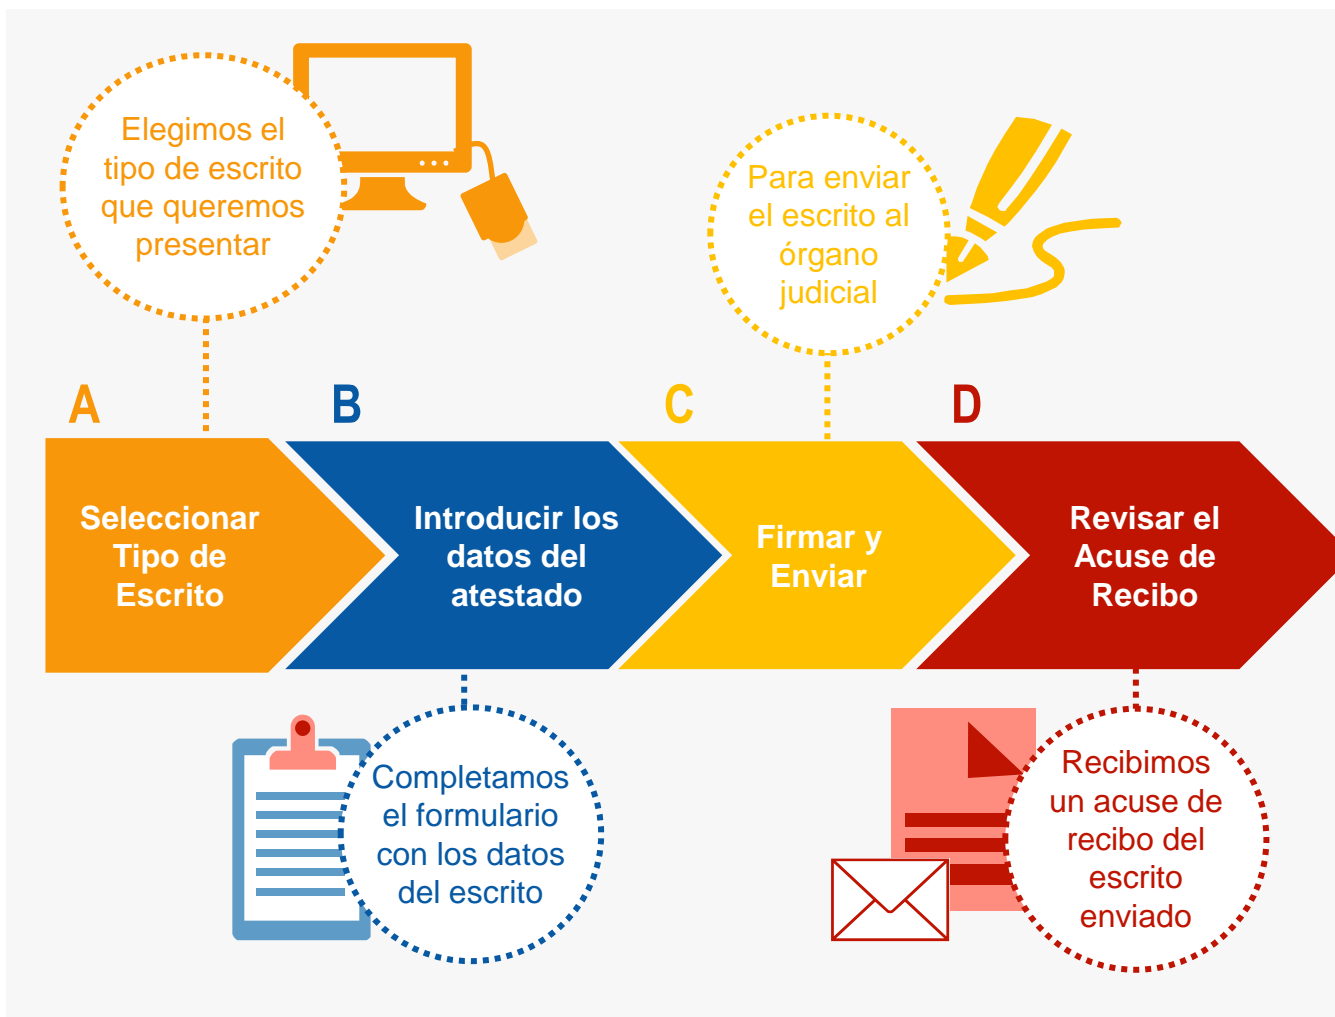 Elegimos el
tipo de escrito
que queremos
presentar
Para enviar
el escrito al
órgano
judicial
A
B
C
D
Seleccionar
Tipo de
Escrito
Introducir los
datos del
atestado
Firmar y
Enviar
Revisar el
Acuse de
Recibo
Completamos
el formulario
con los datos
del escrito
Recibimos
un acuse de
recibo del
escrito
enviado